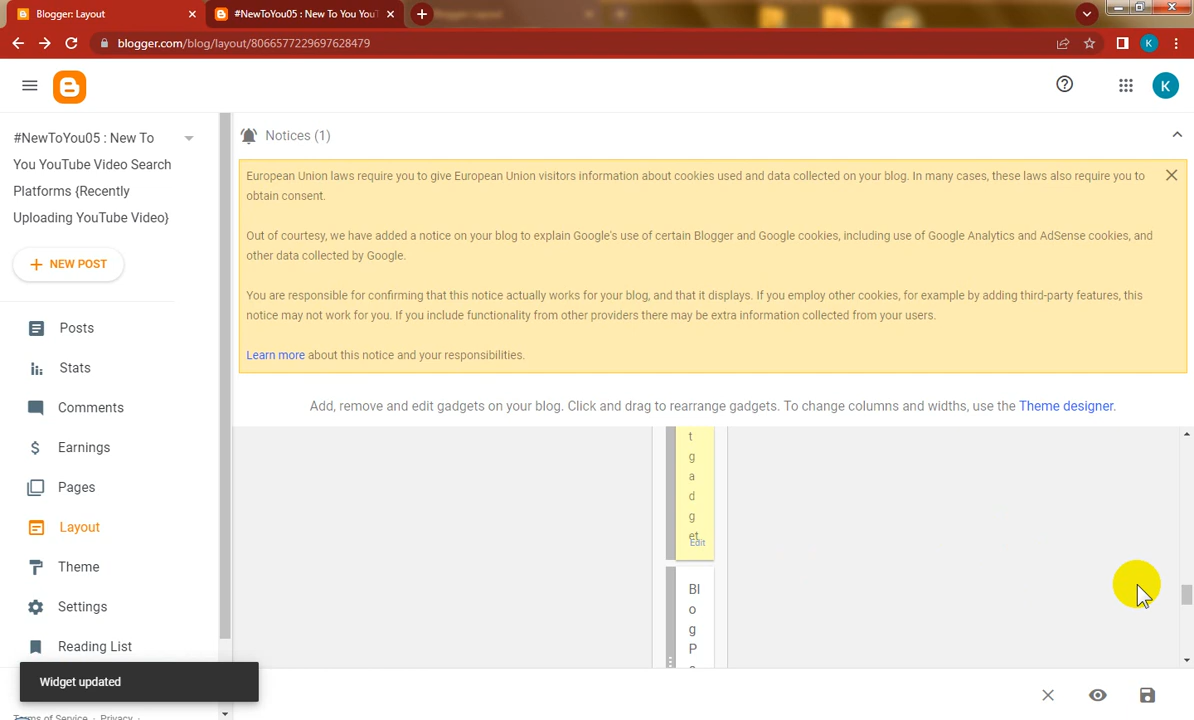 Blogger: Layout
#NewToYou05 : New To You YouT
blogger.com/blog/layout/8066577229697628479
K
K
#NewToYou05 : New To
You YouTube Video Search
Platforms {Recently
Uploading YouTube Video}
+ NEW POST
Posts
Stats
Comments
Earnings
Pages
Layout
Theme
Settings
Reading List
Widget updated
Terms of Service · Privacy ·
Notices (1)
European Union laws require you to give European Union visitors information about cookies used and data collected on your blog. In many cases, these laws also require you to
obtain consent.
Out of courtesy, we have added a notice on your blog to explain Google's use of certain Blogger and Google cookies, including use of Google Analytics and AdSense cookies, and
other data collected by Google.
You are responsible for confirming that this notice actually works for your blog, and that it displays. If you employ other cookies, for example by adding third-party features, this
notice may not work for you. If you include functionality from other providers there may be extra information collected from your users.
Learn more about this notice and your responsibilities.
Add, remove and edit gadgets on your blog. Click and drag to rearrange gadgets. To change columns and widths, use the Theme designer.
t
g
a
d
g
et
Edit
Bl
o
g
P